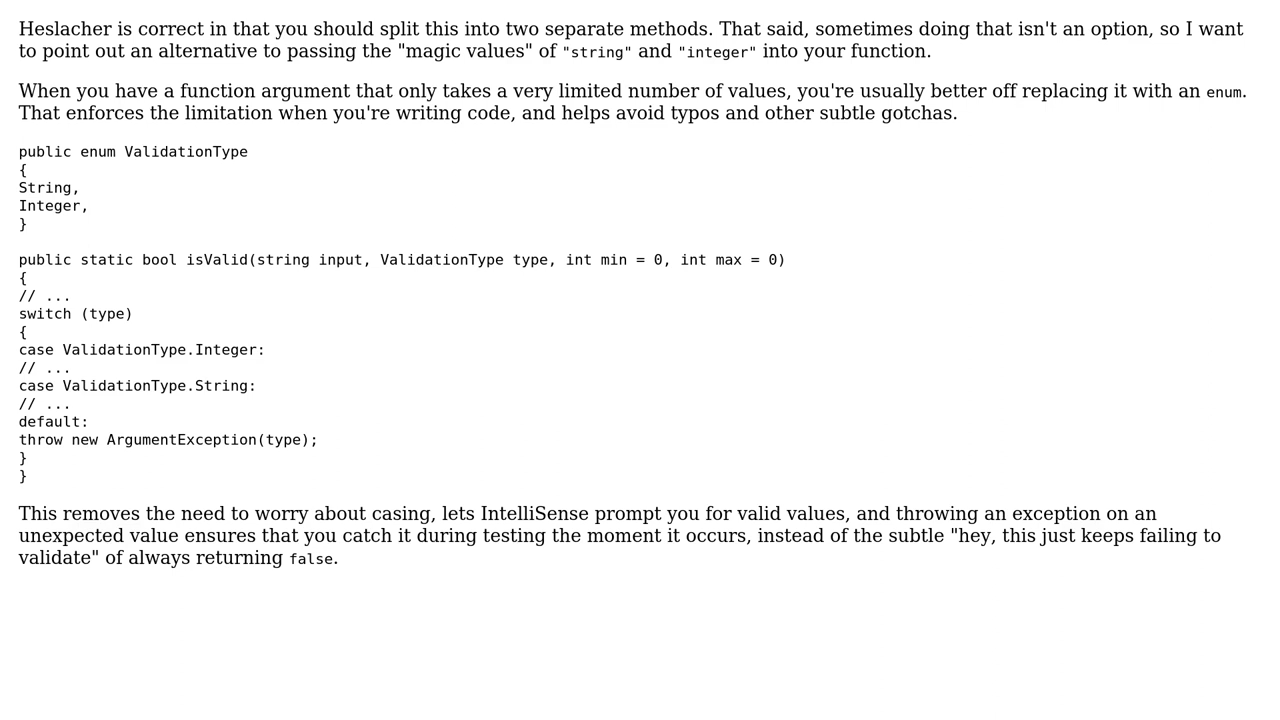 Heslacher is correct in that you should split this into two separate methods. That said, sometimes doing that isn't an option, so I want
to point out an alternative to passing the "magic values" of "string" and "integer" into your function.
When you have a function argument that only takes a very limited number of values, you're usually better off replacing it with an enum.
That enforces the limitation when you're writing code, and helps avoid typos and other subtle gotchas.
public enum ValidationType
{
String,
Integer,
}
public static bool isValid(string input, ValidationType type, int min = 0, int max = 0)
{
// ...
switch (type)
{
case ValidationType.Integer:
// ...
case ValidationType.String:
// ...
default:
throw new ArgumentException(type);
}
}
This removes the need to worry about casing, lets IntelliSense prompt you for valid values, and throwing an exception on an
unexpected value ensures that you catch it during testing the moment it occurs, instead of the subtle "hey, this just keeps failing to
validate" of always returning false.